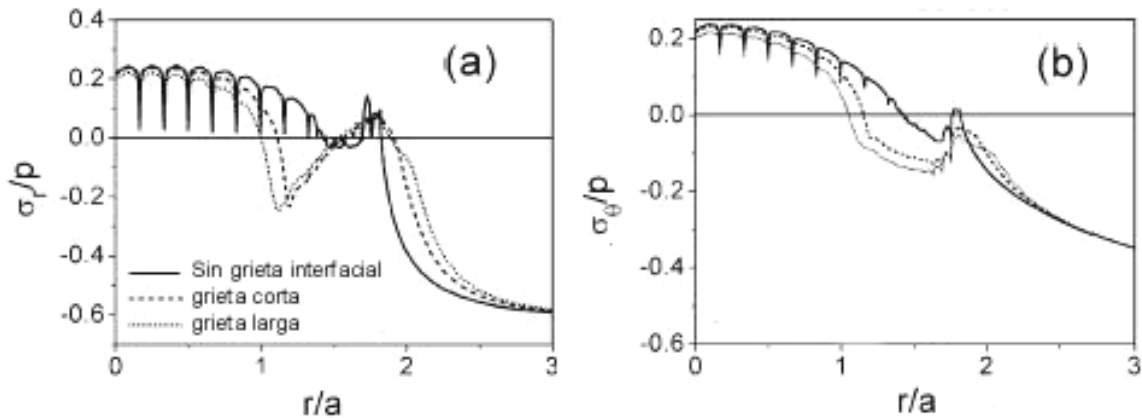 0.4
0.2
0.0
-0.2
-0.4
-0.6
σr/p
(a)
Sin grieta interfacial
grieta corta
grieta larga
0 1 2 3
r/a
0.2
0.0
-0.2
-0.4
-0.6
σθ/p
(b)
0 1 2 3
r/a